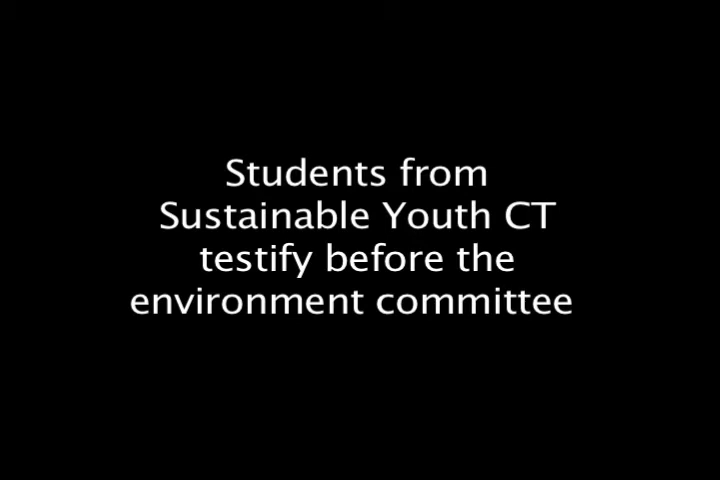 Students from
Sustainable Youth CT
testify before the
environment committee